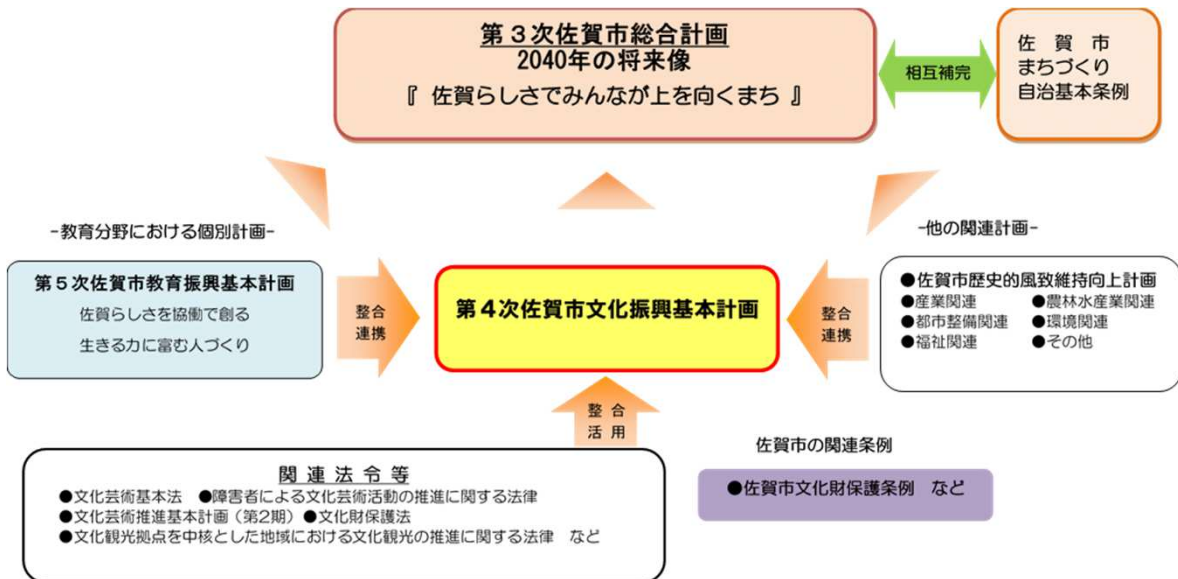 第3次佐賀市総合計画
2040年の将来像
『 佐賀らしさでみんなが上を向くまち 』
相互補完
佐 賀 市
まちづくり
自治基本条例
-教育分野における個別計画-
第5次佐賀市教育振興基本計画
佐賀らしさを協働で創る
生きる力に富む人づくり
整合
連携
第4次佐賀市文化振興基本計画
整合
連携
-他の関連計画-
●佐賀市歴史的風致維持向上計画
●産業関連 ●農林水産業関連
●都市整備関連 ●環境関連
●福祉関連 ●その他
整 合
活 用
関 連 法 令 等
●文化芸術基本法 ●障害者による文化芸術活動の推進に関する法律
●文化芸術推進基本計画(第2期) ●文化財保護法
●文化観光拠点を中核とした地域における文化観光の推進に関する法律 など
佐賀市の関連条例
●佐賀市文化財保護条例 など